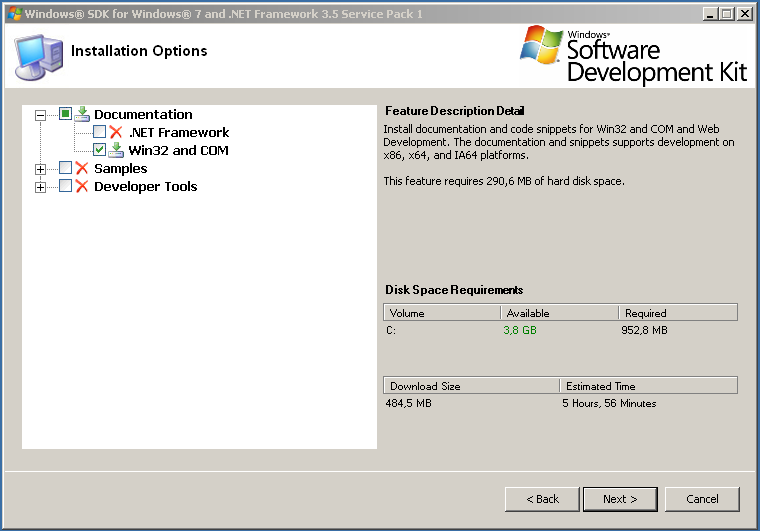 Windows® SDK for Windows® 7 and .NET Framework 3.5 Service Pack 1
Installation Options
Windows®
Software
Development Kit
Documentation
.NET Framework
Win32 and COM
Samples
Developer Tools
Feature Description Detail
Install documentation and code snippets for Win32 and COM and Web
Development. The documentation and snippets supports development on
x86, x64, and IA64 platforms.
This feature requires 290,6 MB of hard disk space.
Disk Space Requirements
Volume Available Required
C: 3,8 GB 952,8 MB
Download Size Estimated Time
484,5 MB 5 Hours, 56 Minutes
< Back Next > Cancel